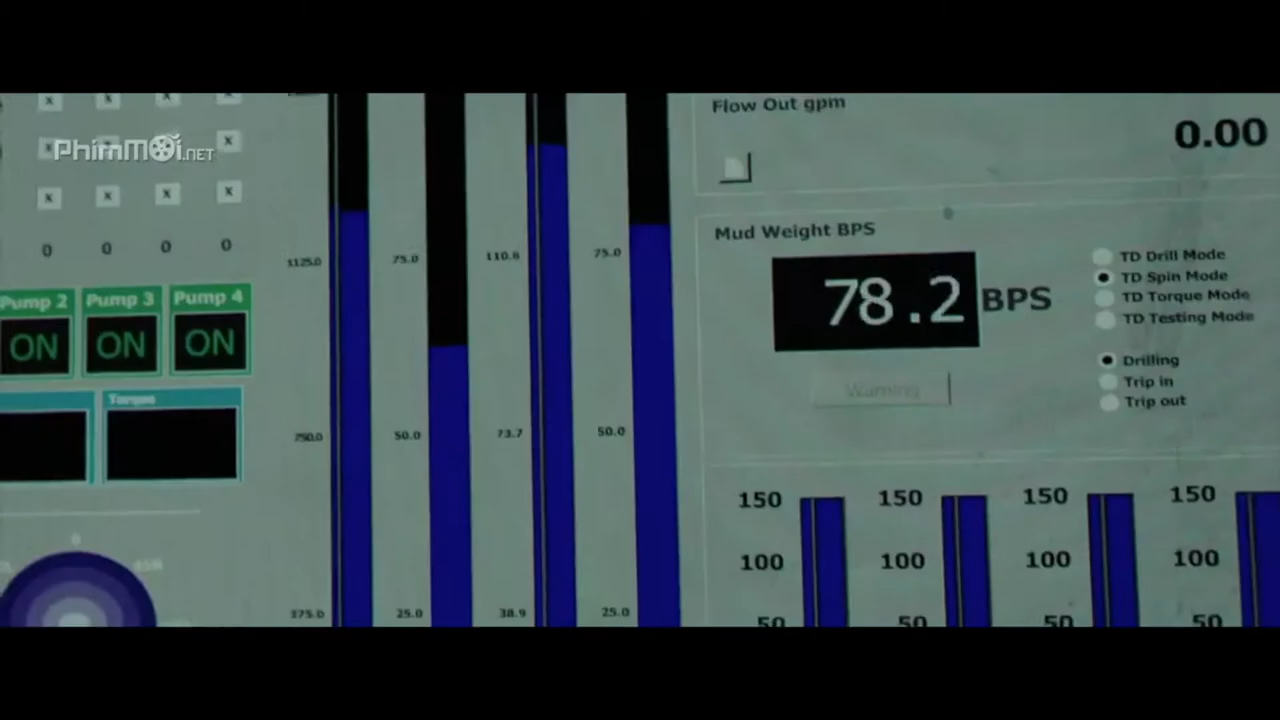 x x x x
Flow Out gpm
0.00
PhimMỚi.NET
x x x x
x x x x
0 0 0 0
Mud Weight BPS
78.2 BPS
TD Drill Mode
TD Spin Mode
TD Torque Mode
TD Testing Mode
Drilling
Trip in
Trip out
Warning
1125.0 75.0 110.6 75.0
Pump 2 Pump 3 Pump 4
ON ON ON
Torque
750.0 50.0 73.7 50.0
150 150 150 150
100 100 100 100
50 50 50 50
0
375.0 25.0 38.9 25.0